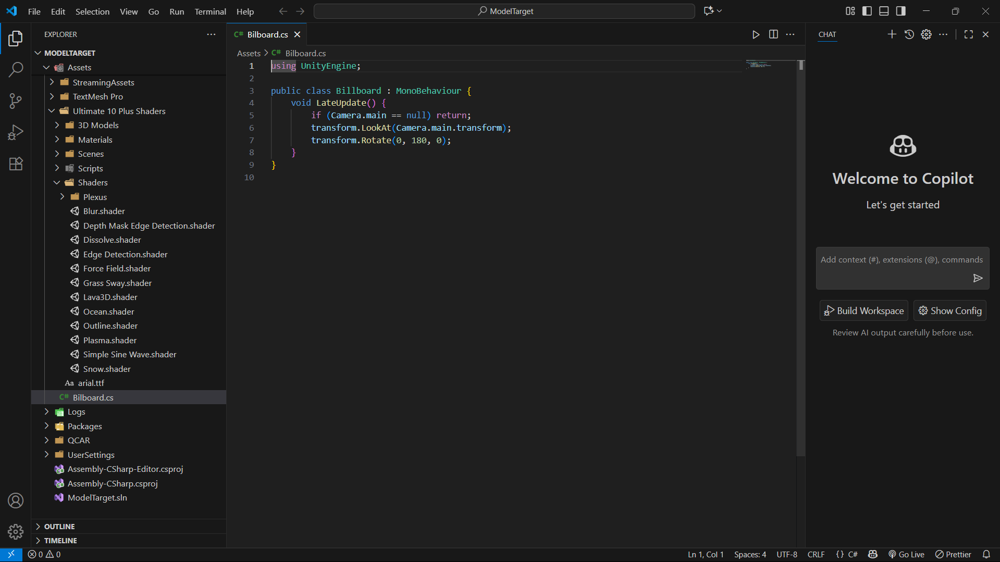 File Edit Selection View Go Run Terminal Help
ModelTarget
EXPLORER
MODELTARGET
Assets
StreamingAssets
TextMesh Pro
Ultimate 10 Plus Shaders
3D Models
Materials
Scenes
Scripts
Shaders
Plexus
Blur.shader
Depth Mask Edge Detection.shader
Dissolve.shader
Edge Detection.shader
Force Field.shader
Grass Sway.shader
Lava3D.shader
Ocean.shader
Outline.shader
Plasma.shader
Simple Sine Wave.shader
Snow.shader
Aa arial.ttf
C# Bilboard.cs
Logs
Packages
QCAR
UserSettings
Assembly-CSharp-Editor.csproj
Assembly-CSharp.csproj
ModelTarget.sln
OUTLINE
TIMELINE
C# Bilboard.cs
Assets > C# Bilboard.cs
1 using UnityEngine;
2
3 public class Billboard : MonoBehaviour {
4 void LateUpdate() {
5 if (Camera.main == null) return;
6 transform.LookAt(Camera.main.transform);
7 transform.Rotate(0, 180, 0);
8 }
9 }
10
CHAT
Welcome to Copilot
Let's get started
Add context (#), extensions (@), commands
Build Workspace
Show Config
Review AI output carefully before use.
0 0
Ln 1, Col 1 Spaces: 4 UTF-8 CRLF {} C# Go Live Prettier